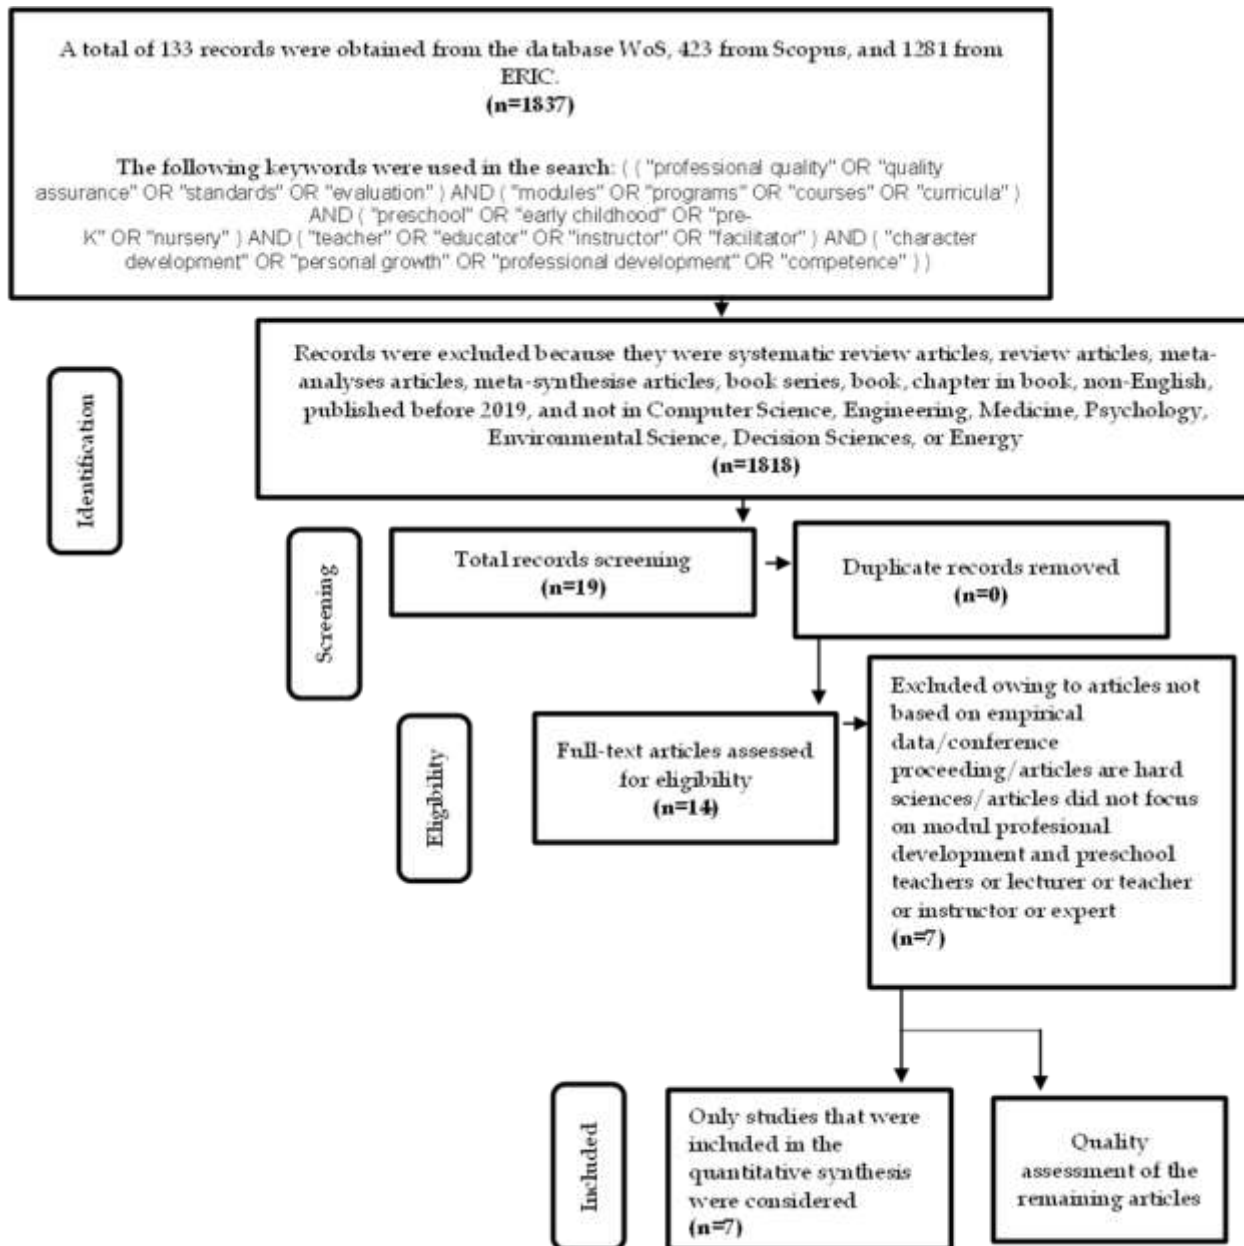 A total of 133 records were obtained from the database WoS, 423 from Scopus, and 1281 from
ERIC.
(n=1837)
The following keywords were used in the search: ( ( "professional quality" OR "quality
assurance" OR "standards" OR "evaluation" ) AND ( "modules" OR "programs" OR "courses" OR "curricula" )
AND ( "preschool" OR "early childhood" OR "pre-
K" OR "nursery" ) AND ( "teacher" OR "educator" OR "instructor" OR "facilitator" ) AND ( "character
development" OR "personal growth" OR "professional development" OR "competence" ) )
Identification
Records were excluded because they were systematic review articles, review articles, meta-
analyses articles, meta-synthesise articles, book series, book, chapter in book, non-English,
published before 2019, and not in Computer Science, Engineering, Medicine, Psychology,
Environmental Science, Decision Sciences, or Energy
(n=1818)
Screening
Total records screening
(n=19)
Duplicate records removed
(n=0)
Eligibility
Full-text articles assessed
for eligibility
(n=14)
Excluded owing to articles not
based on empirical
data/conference
proceeding/articles are hard
sciences/articles did not focus
on modul profesional
development and preschool
teachers or lecturer or teacher
or instructor or expert
(n=7)
Included
Only studies that were
included in the
quantitative synthesis
were considered
(n=7)
Quality
assessment of the
remaining articles